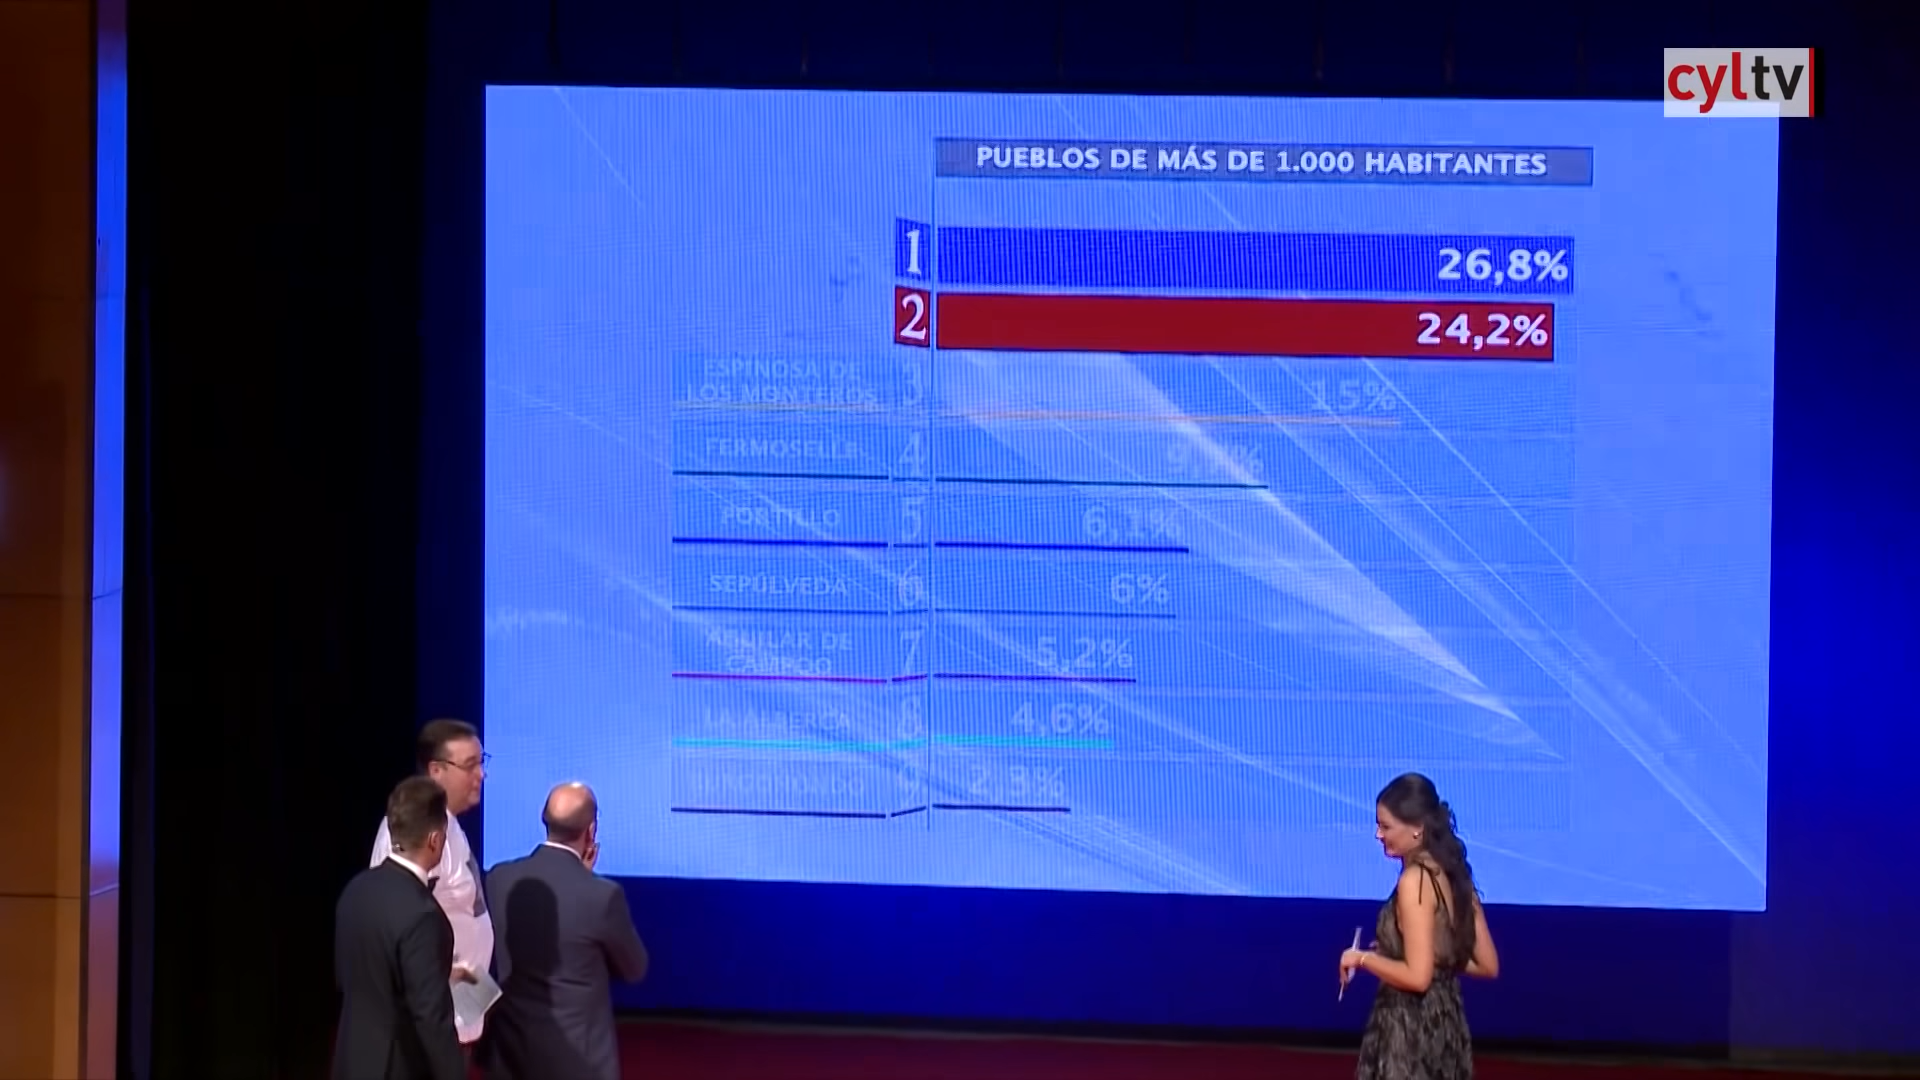 cyltv
PUEBLOS DE MÁS DE 1.000 HABITANTES
1 26,8%
2 24,2%
ESPINOSA DE
LOS MONTEROS 3 15%
FERMOSELLE 4
PORTILLO 5 6,1%
SEPÚLVEDA 6 6%
AGUILAR DE
CAMPOO 7 5,2%
LA ALBERCA 8 4,6%
BURGOHONDO 9 2,3%